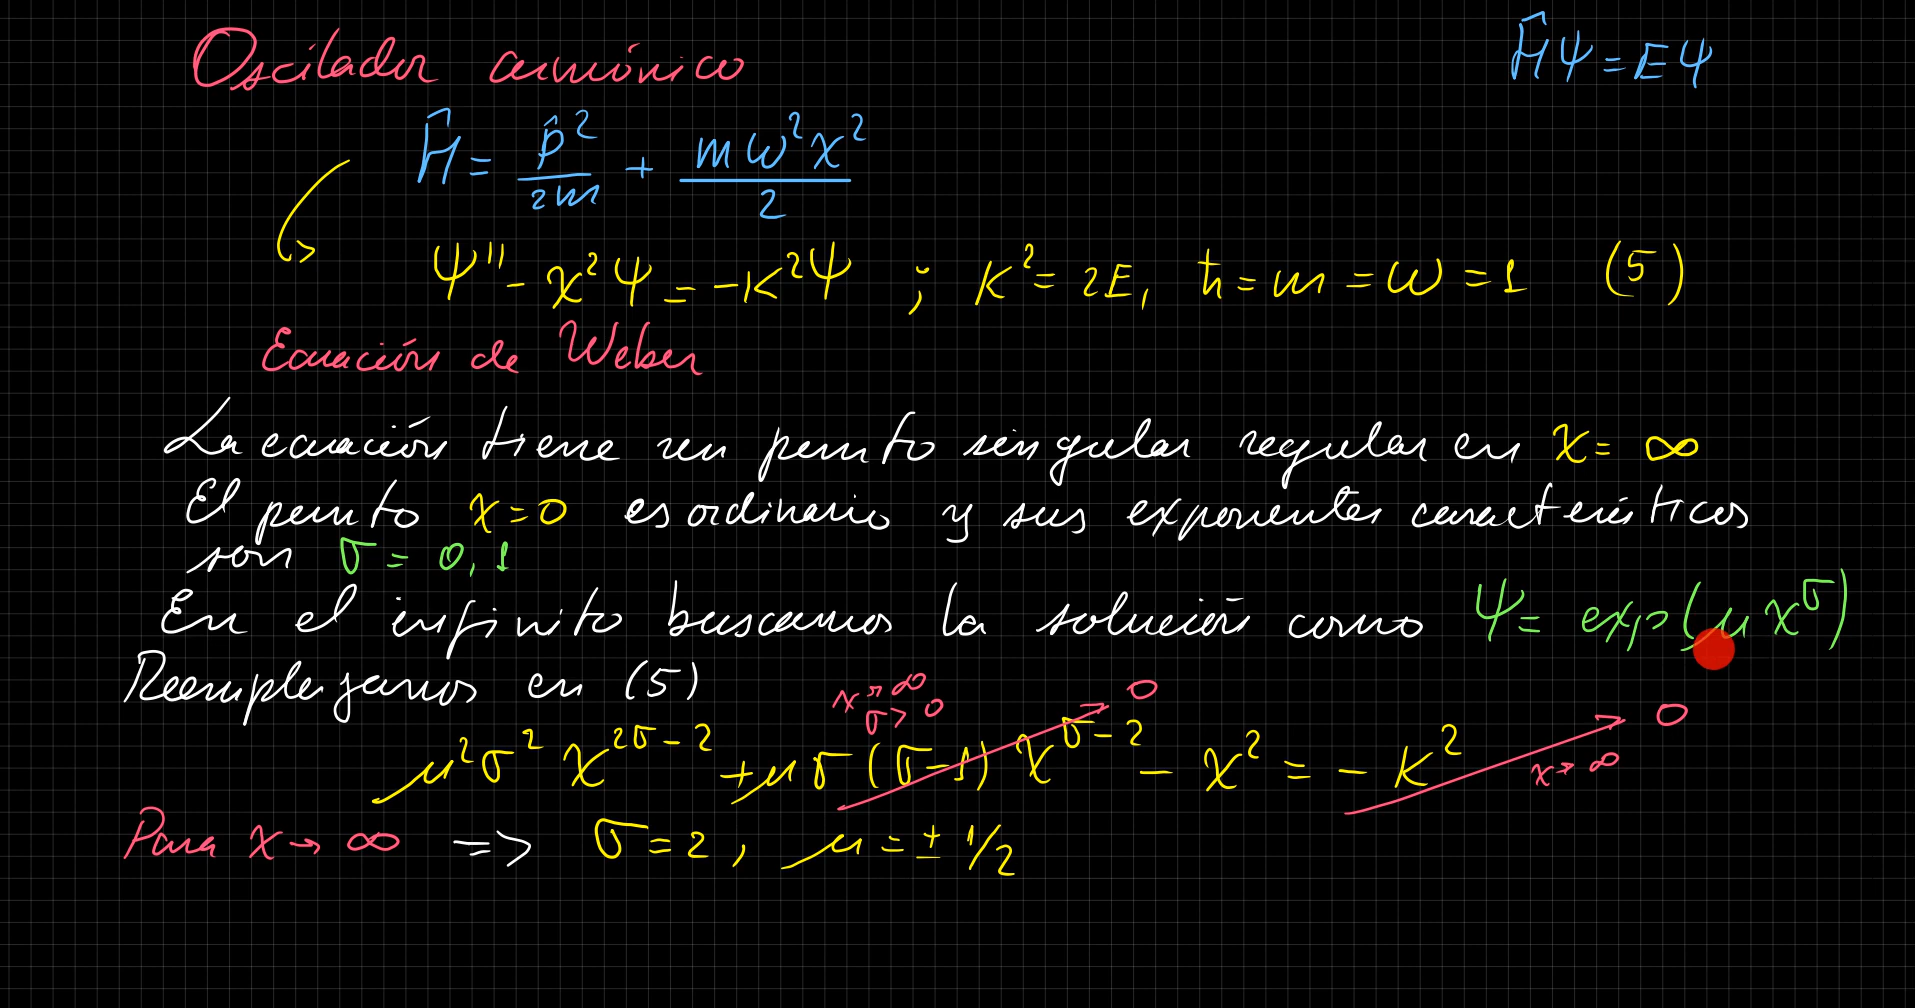 Oscilador armónico
Ĥψ = Eψ
Ĥ = p̂²/2m + mω²x²/2
ψ'' - x²ψ = -κ²ψ ; κ² = 2E, ħ = m = ω = 1 (5)
Ecuación de Weber
La ecuación tiene un punto singular regular en x = ∞
El punto x = 0 es ordinario y sus exponentes característicos
son σ = 0, 1
En el infinito buscamos la solución como ψ = exp(μx^σ)
Reemplazamos en (5)
x→∞ σ>0 → 0
→ 0 x→∞
μ²σ²x^(2σ-2) + μσ(σ-1)x^(σ-2) - x² = -κ²
Para x→∞ => σ = 2, μ = ± 1/2